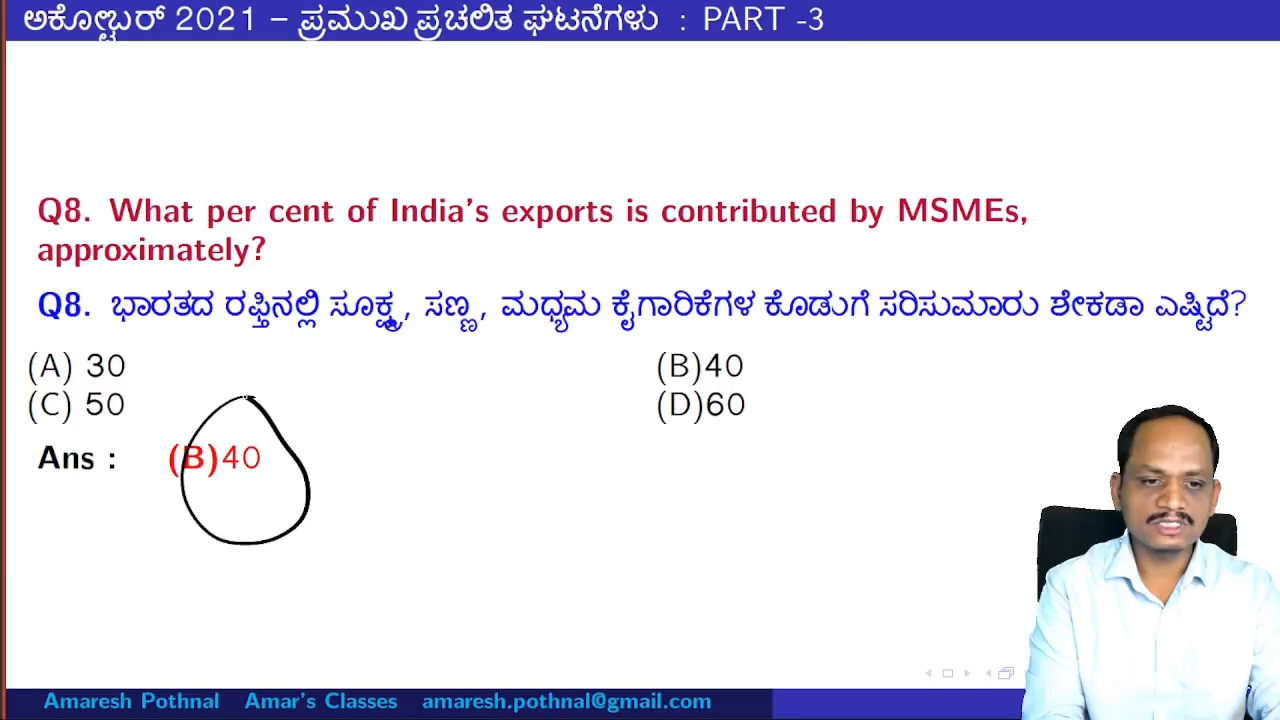 ಅಕೋಬರ್ 2021 – ಪ್ರಮುಖ ಪ್ರಚಲಿತ ಘಟನೆಗಳು : PART -3
Q8. What per cent of India's exports is contributed by MSMEs,
approximately?
Q8. ಭಾರತದ ರಫ್ತಿನಲ್ಲಿ ಸೂಕ್ಷ್ಮ, ಸಣ್ಣ, ಮಧ್ಯಮ ಕೈಗಾರಿಕೆಗಳ ಕೊಡುಗೆ ಸರಿಸುಮಾರು ಶೇಕಡಾ ಎಷ್ಟಿದೆ?
(A) 30 (B)40
(C) 50 (D)60
Ans : (B)40
Amaresh Pothnal Amar's Classes amaresh.pothnal@gmail.com